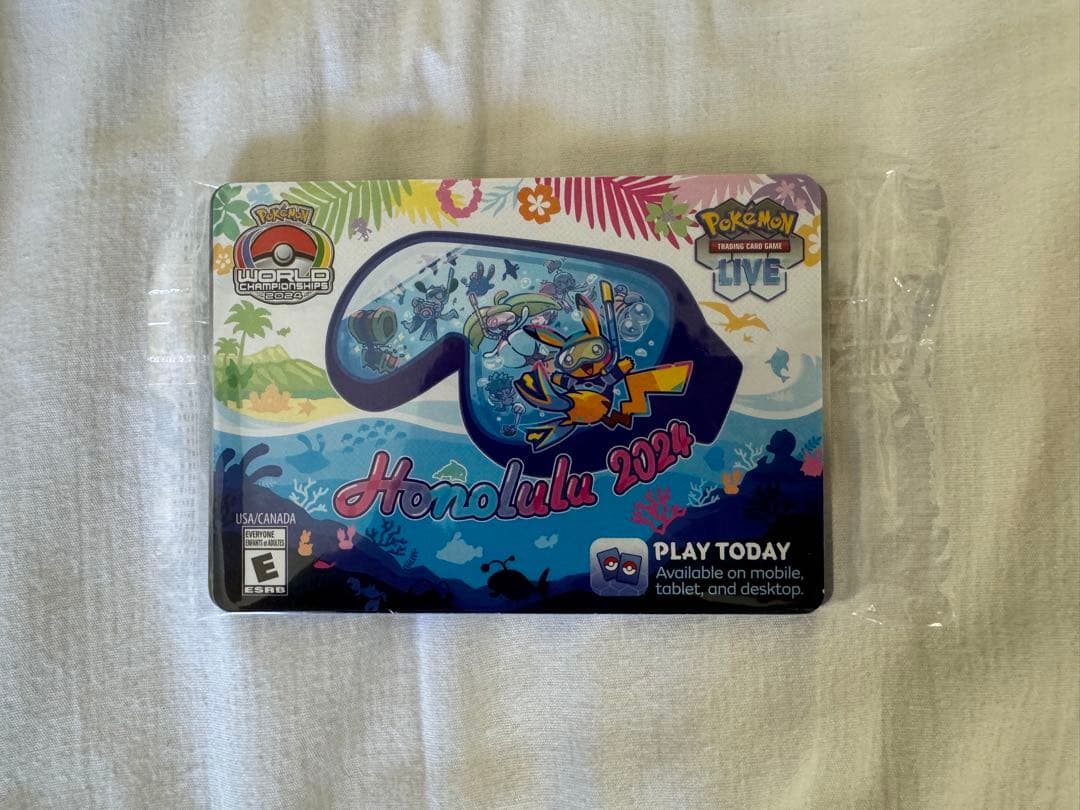 POKÉMON
WORLD
CHAMPIONSHIPS
2024
POKÉMON
TRADING CARD GAME
LIVE
Honolulu 2024
USA/CANADA
EVERYONE
ENFANTS et ADULTES
E
ESRB
PLAY TODAY
Available on mobile,
tablet, and desktop.